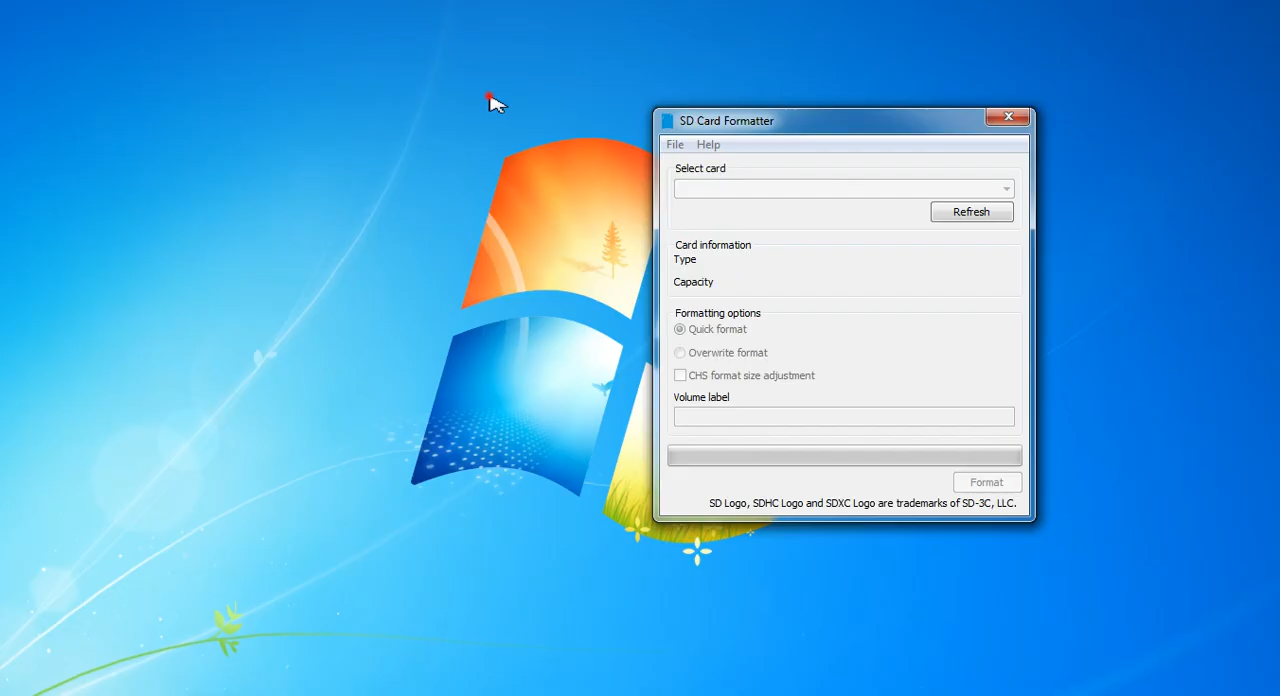 SD Card Formatter
File Help
Select card
Refresh
Card information
Type
Capacity
Formatting options
Quick format
Overwrite format
CHS format size adjustment
Volume label
Format
SD Logo, SDHC Logo and SDXC Logo are trademarks of SD-3C, LLC.